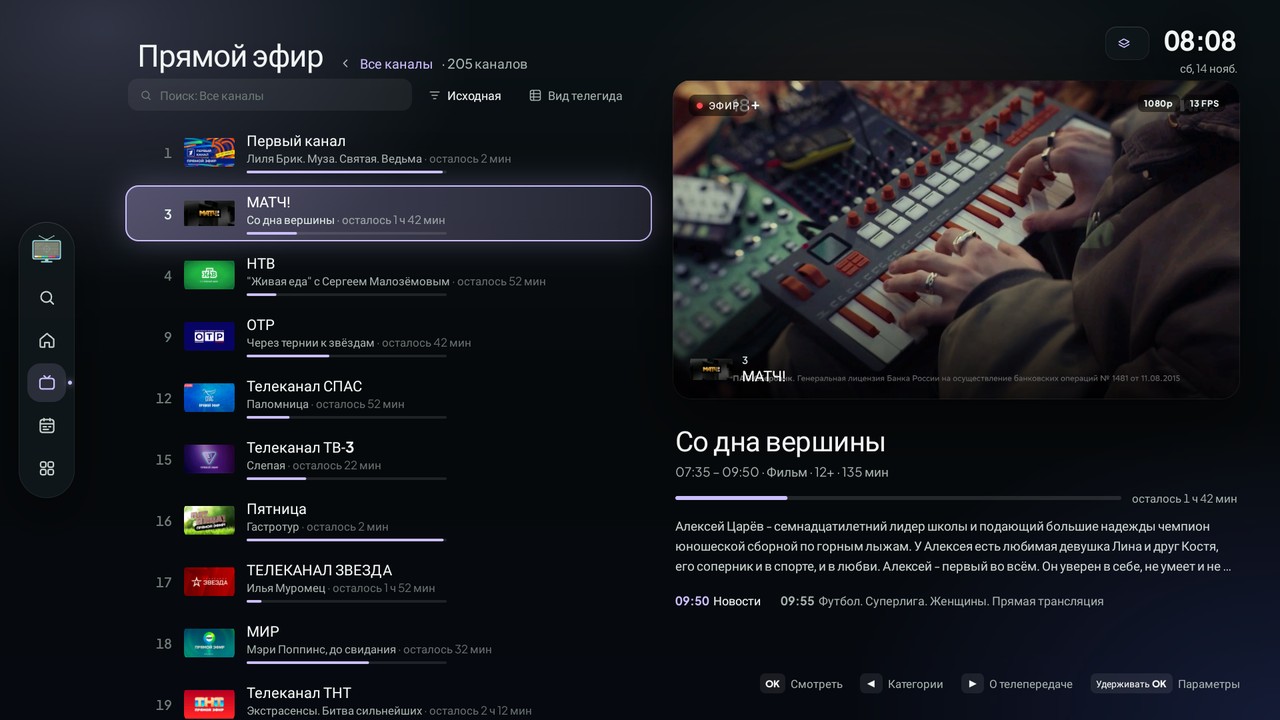 Прямой эфир
Все каналы · 205 каналов
08:08
сб, 14 нояб.
Поиск: Все каналы
Исходная
Вид телегида
1
Первый канал
Лиля Брик. Муза. Святая. Ведьма · осталось 2 мин
3
МАТЧ!
Со дна вершины · осталось 1 ч 42 мин
4
НТВ
"Живая еда" с Сергеем Малозёмовым · осталось 52 мин
9
ОТР
Через тернии к звёздам · осталось 42 мин
12
Телеканал СПАС
Паломница · осталось 52 мин
15
Телеканал ТВ-3
Слепая · осталось 22 мин
16
Пятница
Гастротур · осталось 2 мин
17
ЗВЕЗДА
ТЕЛЕКАНАЛ ЗВЕЗДА
Илья Муромец · осталось 1 ч 52 мин
18
МИР
Мэри Поппинс, до свидания · осталось 32 мин
19
ТНТ
Телеканал ТНТ
Экстрасенсы. Битва сильнейших · осталось 2 ч 12 мин
ЭФИР
1080p
13 FPS
3
МАТЧ!
Генеральная лицензия Банка России на осуществление банковских операций № 1481 от 11.08.2015
Со дна вершины
07:35 – 09:50 · Фильм · 12+ · 135 мин
осталось 1 ч 42 мин
Алексей Царёв – семнадцатилетний лидер школы и подающий большие надежды чемпион
юношеской сборной по горным лыжам. У Алексея есть любимая девушка Лина и друг Костя,
его соперник и в спорте, и в любви. Алексей – первый во всём. Он уверен в себе, не умеет и не ...
09:50 Новости
09:55 Футбол. Суперлига. Женщины. Прямая трансляция
OK Смотреть
Категории
О телепередаче
Удерживать OK Параметры